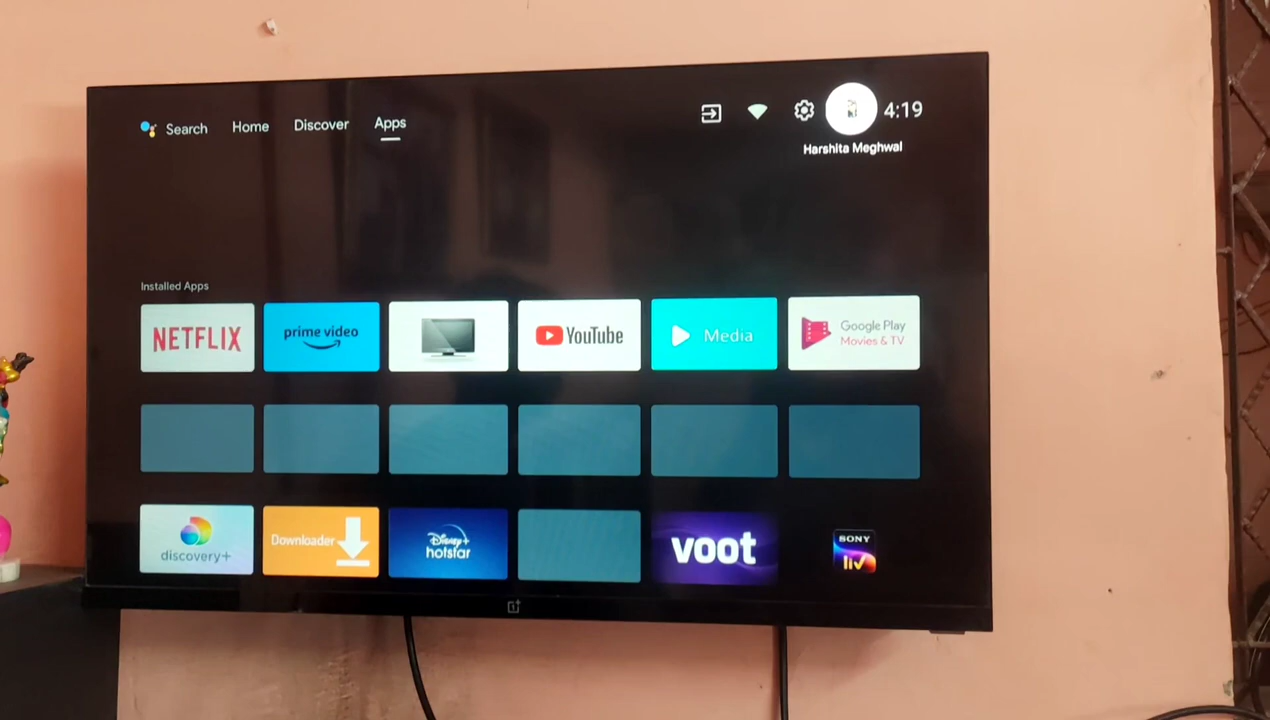 Search Home Discover Apps 4:19
Harshita Meghwal
Installed Apps
NETFLIX
prime video
YouTube
Media
Google Play
Movies & TV
discovery+
Downloader
Disney+
hotstar
voot
SONY
liv